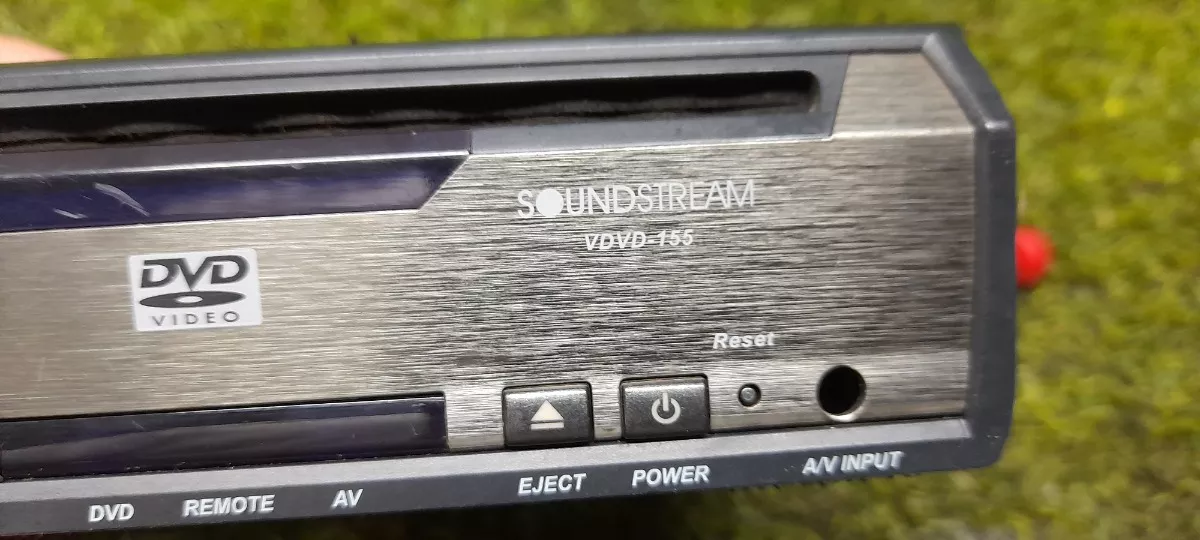 SOUNDSTREAM
VDVD-155
DVD
VIDEO
Reset
DVD REMOTE AV EJECT POWER A/V INPUT